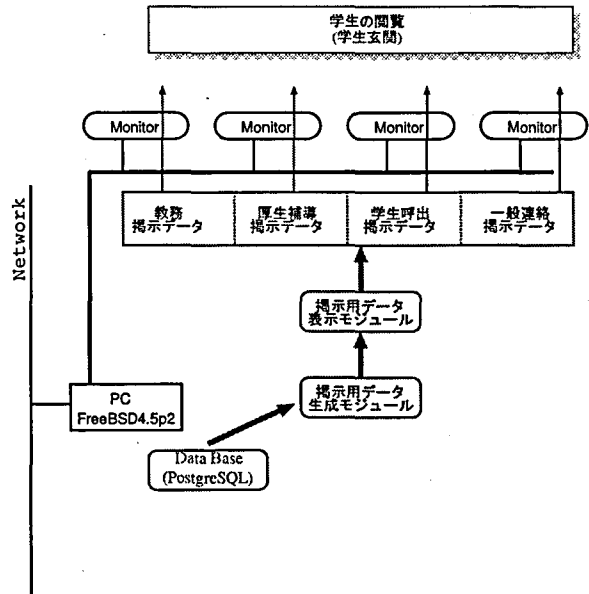 学生の閲覧
(学生玄関)
Monitor
Monitor
Monitor
Monitor
教務
掲示データ
厚生補導
掲示データ
学生呼出
掲示データ
一般連絡
掲示データ
Network
掲示用データ
表示モジュール
掲示用データ
生成モジュール
PC
FreeBSD4.5p2
Data Base
(PostgreSQL)